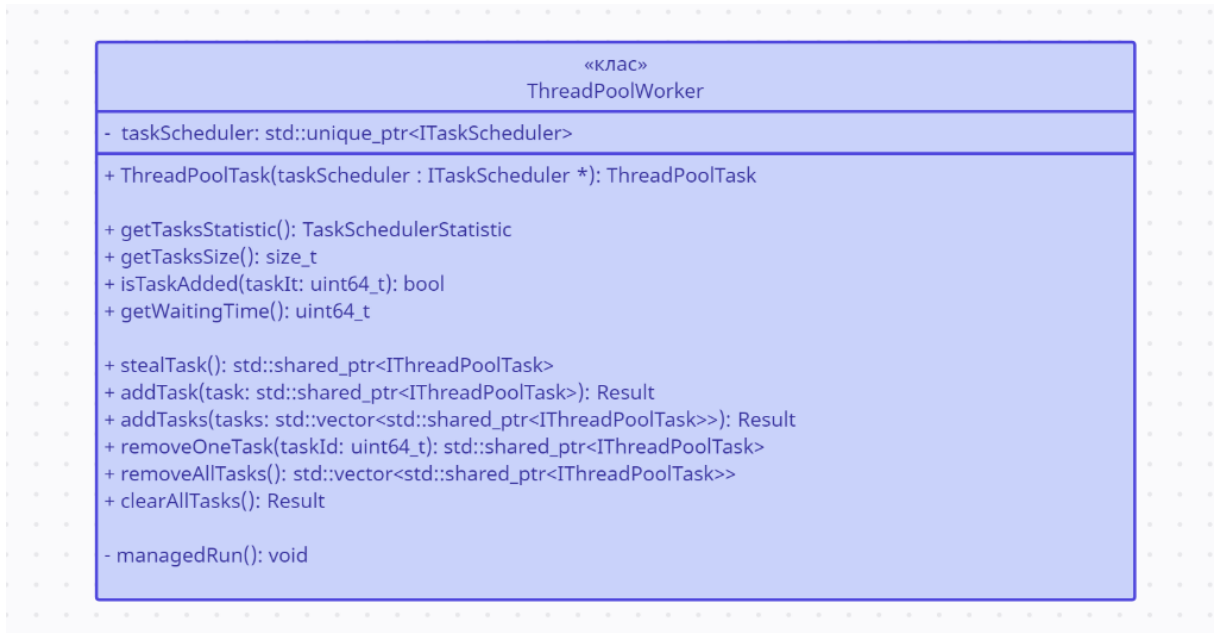 «клас»
ThreadPoolWorker
- taskScheduler: std::unique_ptr<ITaskScheduler>
+ ThreadPoolTask(taskScheduler : ITaskScheduler *): ThreadPoolTask
+ getTasksStatistic(): TaskSchedulerStatistic
+ getTasksSize(): size_t
+ isTaskAdded(taskIt: uint64_t): bool
+ getWaitingTime(): uint64_t
+ stealTask(): std::shared_ptr<IThreadPoolTask>
+ addTask(task: std::shared_ptr<IThreadPoolTask>): Result
+ addTasks(tasks: std::vector<std::shared_ptr<IThreadPoolTask>>): Result
+ removeOneTask(taskId: uint64_t): std::shared_ptr<IThreadPoolTask>
+ removeAllTasks(): std::vector<std::shared_ptr<IThreadPoolTask>>
+ clearAllTasks(): Result
- managedRun(): void